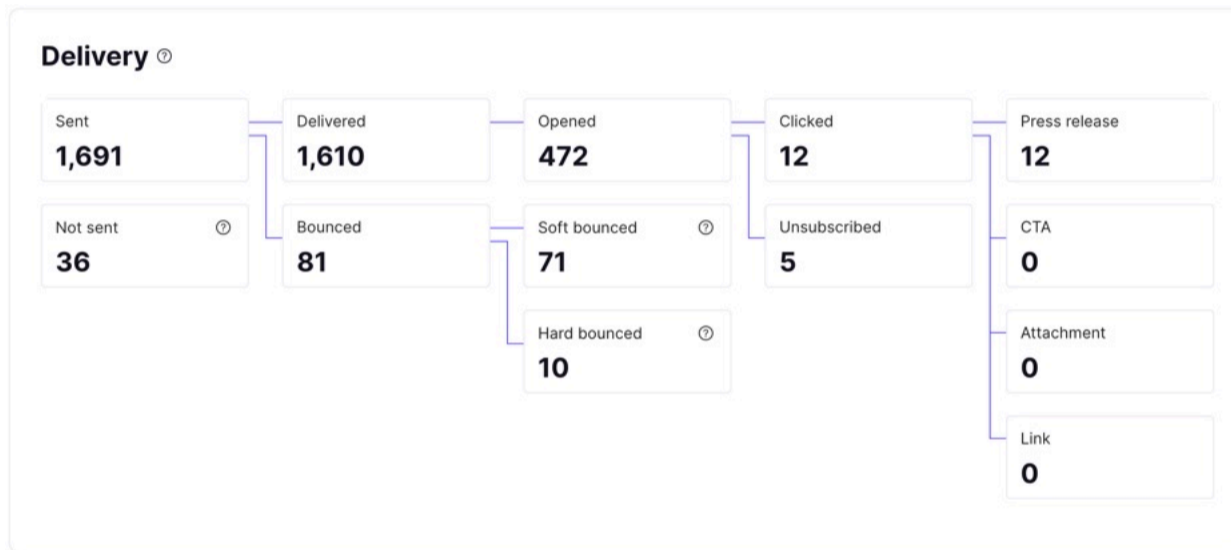 Delivery
Sent
1,691
Delivered
1,610
Opened
472
Clicked
12
Press release
12
Not sent
36
Bounced
81
Soft bounced
71
Unsubscribed
5
CTA
0
Hard bounced
10
Attachment
0
Link
0